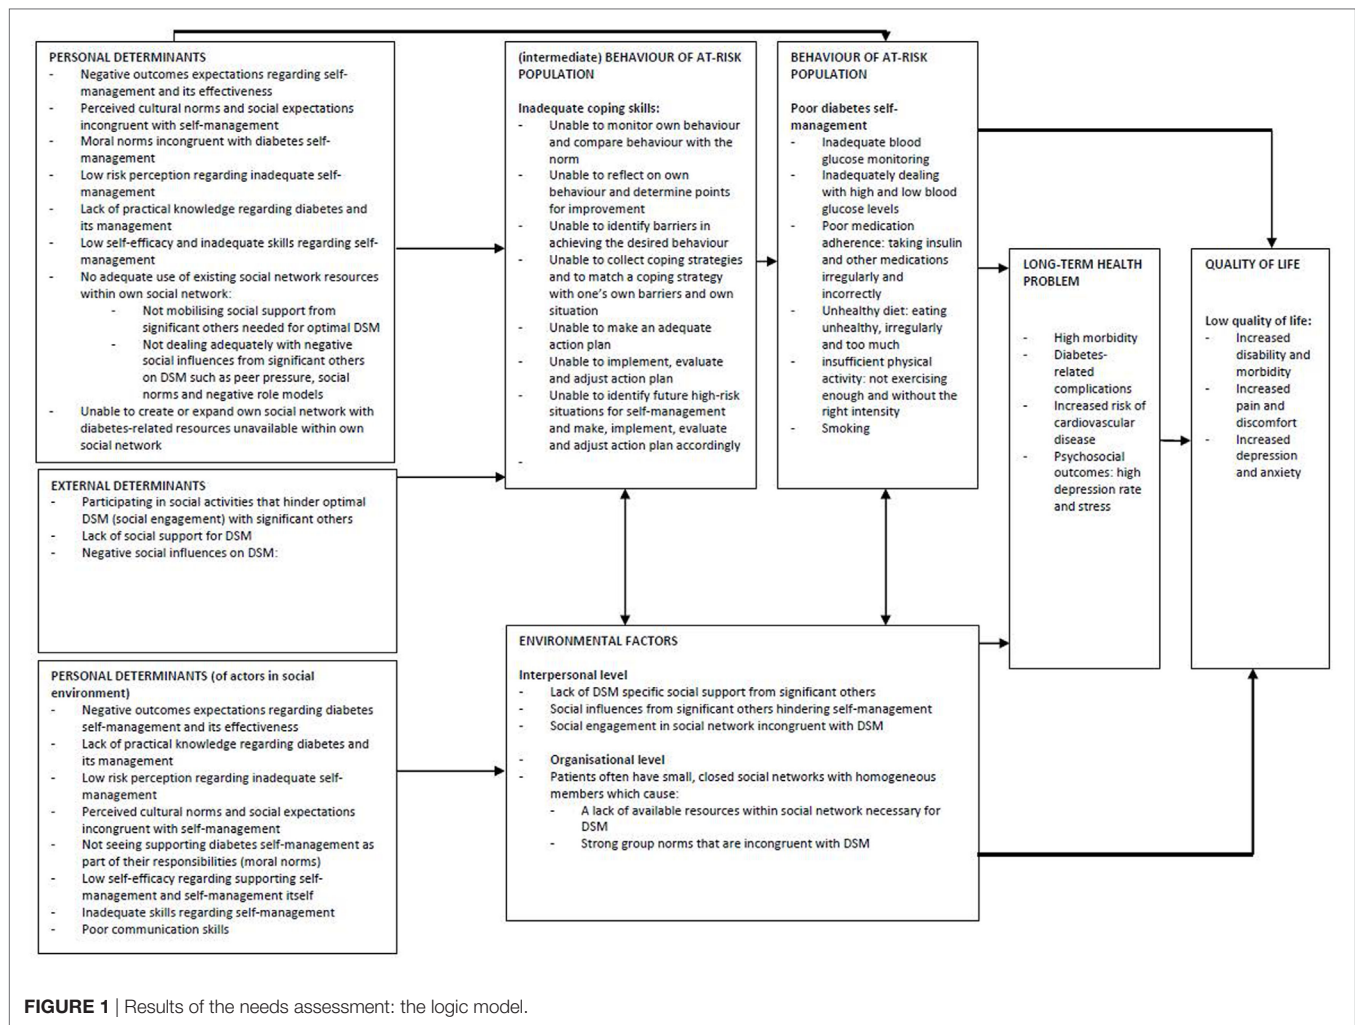 PERSONAL DETERMINANTS
- Negative outcomes expectations regarding self-
management and its effectiveness
- Perceived cultural norms and social expectations
incongruent with self-management
- Moral norms incongruent with diabetes self-
management
- Low risk perception regarding inadequate self-
management
- Lack of practical knowledge regarding diabetes and
its management
- Low self-efficacy and inadequate skills regarding self-
management
- No adequate use of existing social network resources
within own social network:
- Not mobilising social support from
significant others needed for optimal DSM
- Not dealing adequately with negative
social influences from significant others
on DSM such as peer pressure, social
norms and negative role models
- Unable to create or expand own social network with
diabetes-related resources unavailable within own
social network
EXTERNAL DETERMINANTS
- Participating in social activities that hinder optimal
DSM (social engagement) with significant others
- Lack of social support for DSM
- Negative social influences on DSM:
PERSONAL DETERMINANTS (of actors in social
environment)
- Negative outcomes expectations regarding diabetes
self-management and its effectiveness
- Lack of practical knowledge regarding diabetes and
its management
- Low risk perception regarding inadequate self-
management
- Perceived cultural norms and social expectations
incongruent with self-management
- Not seeing supporting diabetes self-management as
part of their responsibilities (moral norms)
- Low self-efficacy regarding supporting self-
management and self-management itself
- Inadequate skills regarding self-management
- Poor communication skills
(intermediate) BEHAVIOUR OF AT-RISK
POPULATION
Inadequate coping skills:
- Unable to monitor own behaviour
and compare behaviour with the
norm
- Unable to reflect on own
behaviour and determine points
for improvement
- Unable to identify barriers in
achieving the desired behaviour
- Unable to collect coping strategies
and to match a coping strategy
with one's own barriers and own
situation
- Unable to make an adequate
action plan
- Unable to implement, evaluate
and adjust action plan
- Unable to identify future high-risk
situations for self-management
and make, implement, evaluate
and adjust action plan accordingly
-
BEHAVIOUR OF AT-RISK
POPULATION
Poor diabetes self-
management
- Inadequate blood
glucose monitoring
- Inadequately dealing
with high and low blood
glucose levels
- Poor medication
adherence: taking insulin
and other medications
irregularly and
incorrectly
- Unhealthy diet: eating
unhealthy, irregularly
and too much
- insufficient physical
activity: not exercising
enough and without the
right intensity
- Smoking
ENVIRONMENTAL FACTORS
Interpersonal level
- Lack of DSM specific social support from significant others
- Social influences from significant others hindering self-management
- Social engagement in social network incongruent with DSM
- Organisational level
- Patients often have small, closed social networks with homogeneous
members which cause:
- A lack of available resources within social network necessary for
DSM
- Strong group norms that are incongruent with DSM
LONG-TERM HEALTH
PROBLEM
- High morbidity
- Diabetes-
related
complications
- Increased risk of
cardiovascular
disease
- Psychosocial
outcomes: high
depression rate
and stress
QUALITY OF LIFE
Low quality of life:
- Increased
disability and
morbidity
- Increased
pain and
discomfort
- Increased
depression
and anxiety
FIGURE 1 | Results of the needs assessment: the logic model.